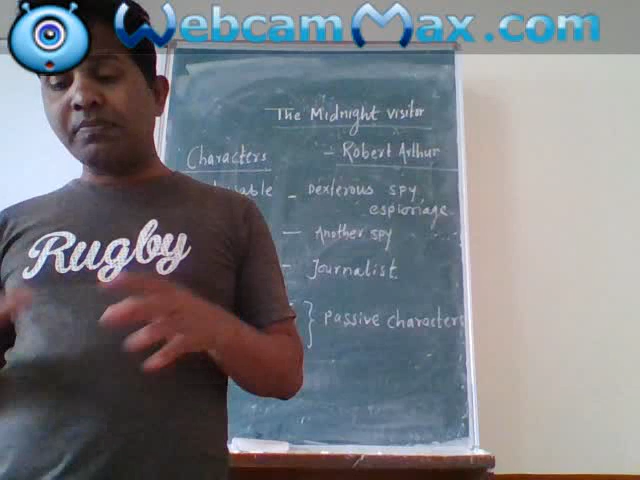 WebcamMax.com
The Midnight Visitor
Characters - Robert Arthur
- Dexterous spy,
espionage
- Another spy
- Journalist
} Passive characters
Rugby